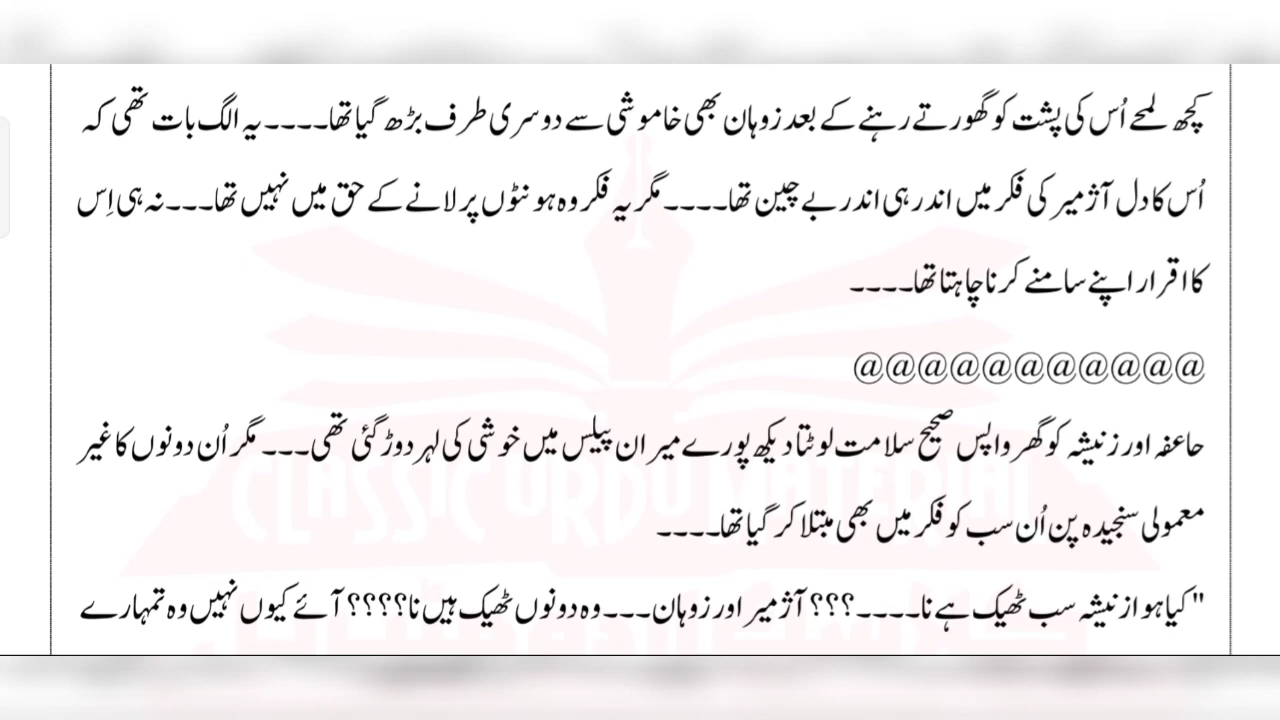 کچھ لمحے اُس کی پشت کو گھورتے رہنے کے بعد زوہان بھی خاموشی سے دوسری طرف بڑھ گیا تھا۔۔۔۔ یہ الگ بات تھی کہ
اُس کا دل آژمیر کی فکر میں اندر ہی اندر بے چین تھا۔۔۔۔ مگر یہ فکر وہ ہونٹوں پر لانے کے حق میں نہیں تھا۔۔۔ نہ ہی اِس
کا اقرار اپنے سامنے کرنا چاہتا تھا۔۔۔۔
@@@@@@@@@@@
حاعفہ اور زنیشہ کو گھر واپس صحیح سلامت لوٹتا دیکھ پورے میران پیلس میں خوشی کی لہر دوڑ گئی تھی۔۔۔ مگر اُن دونوں کا غیر
معمولی سنجیدہ پن اُن سب کو فکر میں بھی مبتلا کر گیا تھا۔۔۔۔
CLASSIC URDU MATERIAL
"کیا ہوا زنیشہ سب ٹھیک ہے نا۔۔۔۔؟؟؟ آژمیر اور زوہان۔۔۔ وہ دونوں ٹھیک ہیں نا؟؟؟؟ آئے کیوں نہیں وہ تمہارے